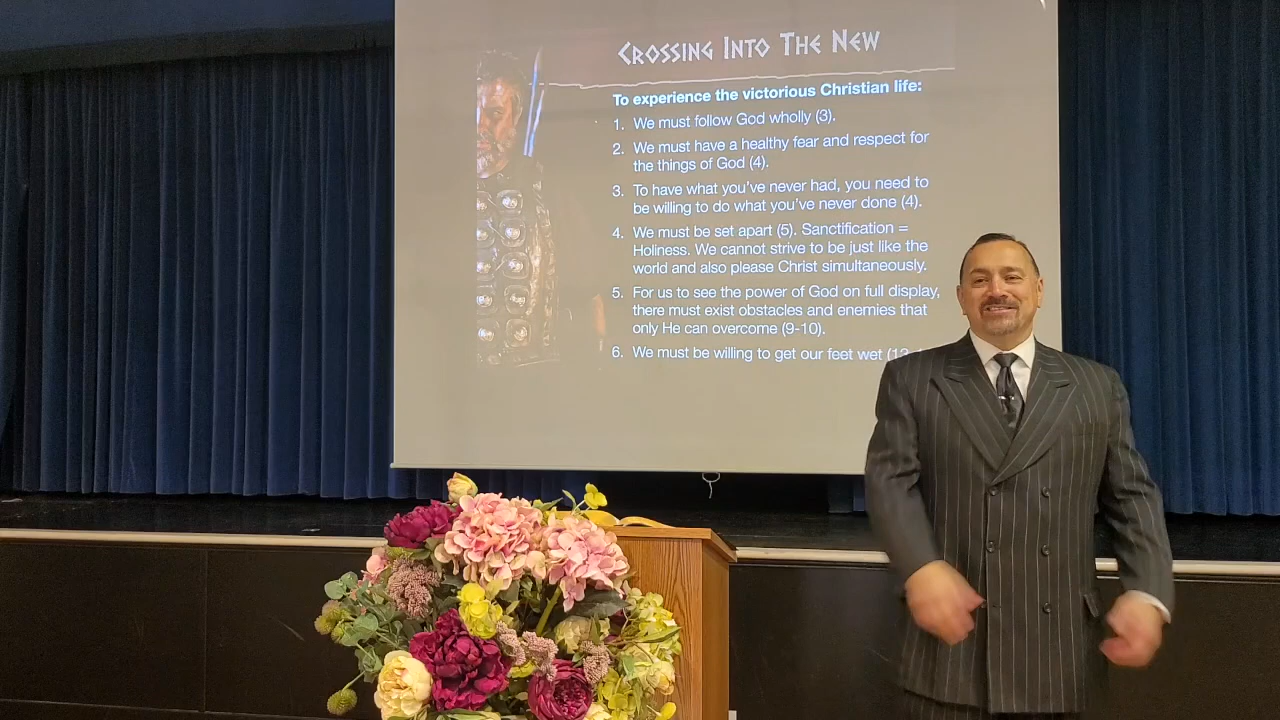 Crossing Into The New
To experience the victorious Christian life:
1. We must follow God wholly (3).
2. We must have a healthy fear and respect for
the things of God (4).
3. To have what you've never had, you need to
be willing to do what you've never done (4).
4. We must be set apart (5). Sanctification =
Holiness. We cannot strive to be just like the
world and also please Christ simultaneously.
5. For us to see the power of God on full display,
there must exist obstacles and enemies that
only He can overcome (9-10).
6. We must be willing to get our feet wet